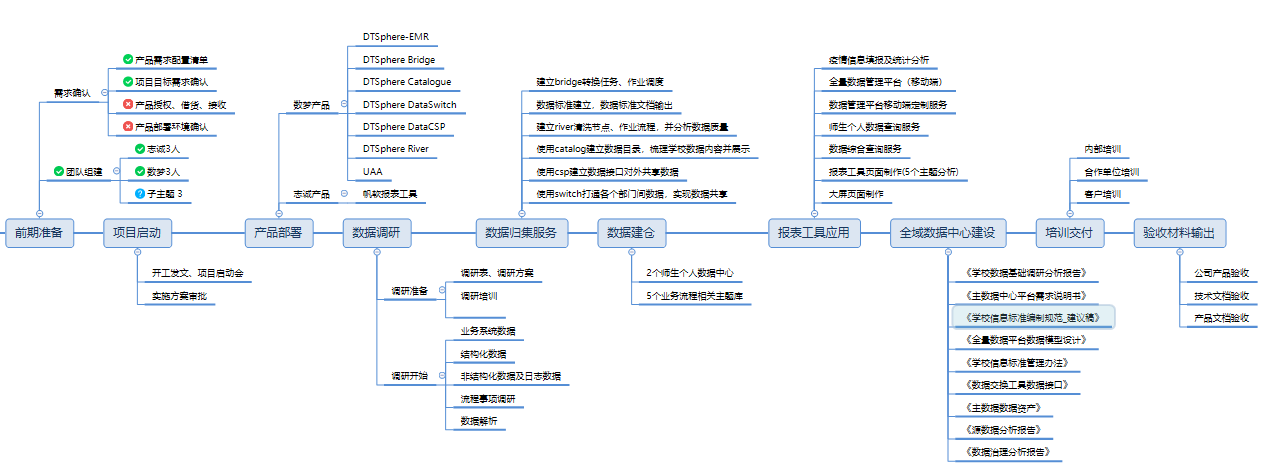 前期准备
需求确认
产品需求配置清单
项目目标需求确认
产品授权、借货、接收
产品部署环境确认
团队组建
志诚3人
数梦3人
子主题 3
项目启动
开工发文、项目启动会
实施方案审批
产品部署
数梦产品
DTSphere-EMR
DTSphere Bridge
DTSphere Catalogue
DTSphere DataSwitch
DTSphere DataCSP
DTSphere River
UAA
志诚产品
帆软报表工具
数据调研
调研准备
调研表、调研方案
调研培训
调研开始
业务系统数据
结构化数据
非结构化数据及日志数据
流程事项调研
数据解析
数据归集服务
建立bridge转换任务、作业调度
数据标准建立，数据标准文档输出
建立river清洗节点、作业流程，并分析数据质量
使用catalog建立数据目录，梳理学校数据内容并展示
使用csp建立数据接口对外共享数据
使用switch打通各个部门间数据，实现数据共享
数据建仓
2个师生个人数据中心
5个业务流程相关主题库
报表工具应用
疫情信息填报及统计分析
全量数据管理平台（移动端）
数据管理平台移动端定制服务
师生个人数据查询服务
数据综合查询服务
报表工具页面制作(5个主题分析)
大屏页面制作
全域数据中心建设
《学校数据基础调研分析报告》
《主数据中心平台需求说明书》
《学校信息标准编制规范_建议稿》
《全量数据平台数据模型设计》
《学校信息标准管理办法》
《数据交换工具数据接口》
《主数据数据资产》
《源数据分析报告》
《数据治理分析报告》
培训交付
内部培训
合作单位培训
客户培训
验收材料输出
公司产品验收
技术文档验收
产品文档验收